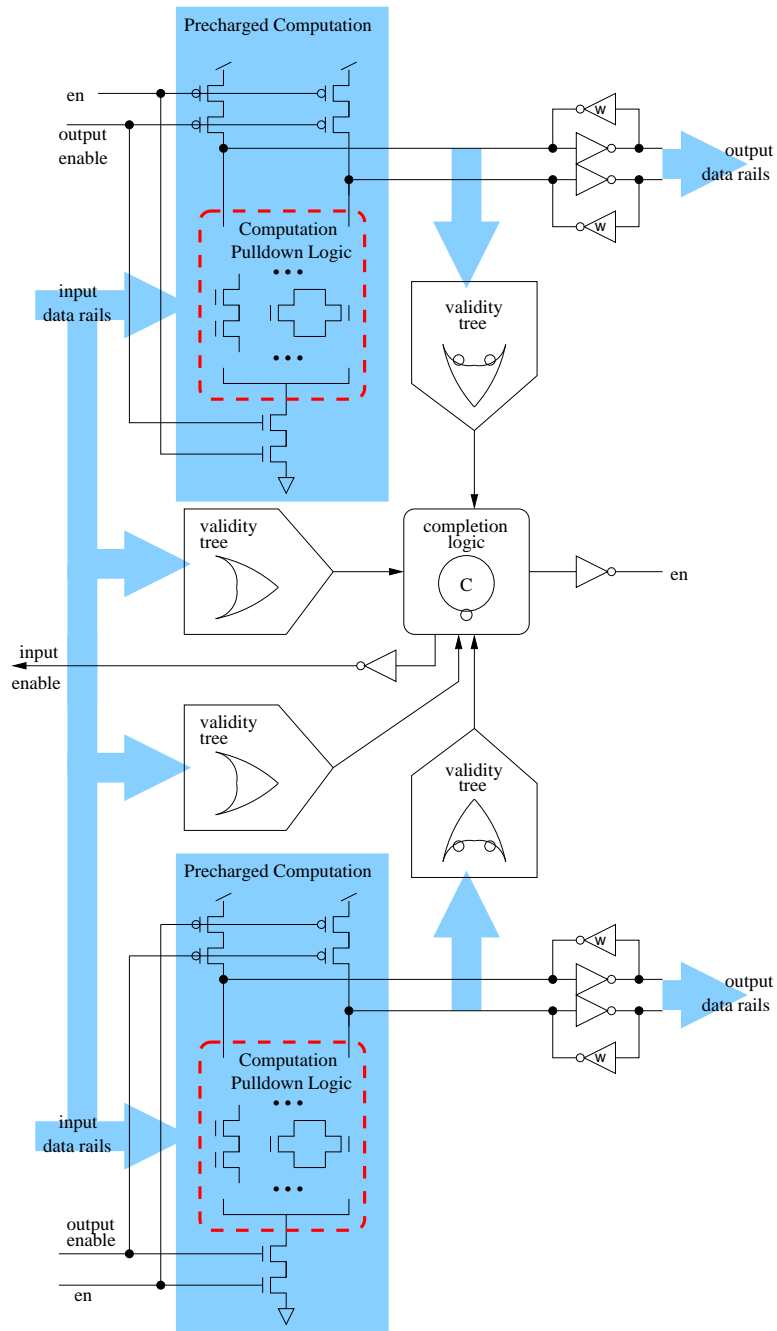 Precharged Computation
en
output
enable
W
output
data rails
W
Computation
Pulldown Logic
•••
input
data rails
•••
validity
tree
validity
tree
completion
logic
C
en
input
enable
validity
tree
validity
tree
Precharged Computation
W
output
data rails
W
Computation
Pulldown Logic
•••
input
data rails
•••
output
enable
en